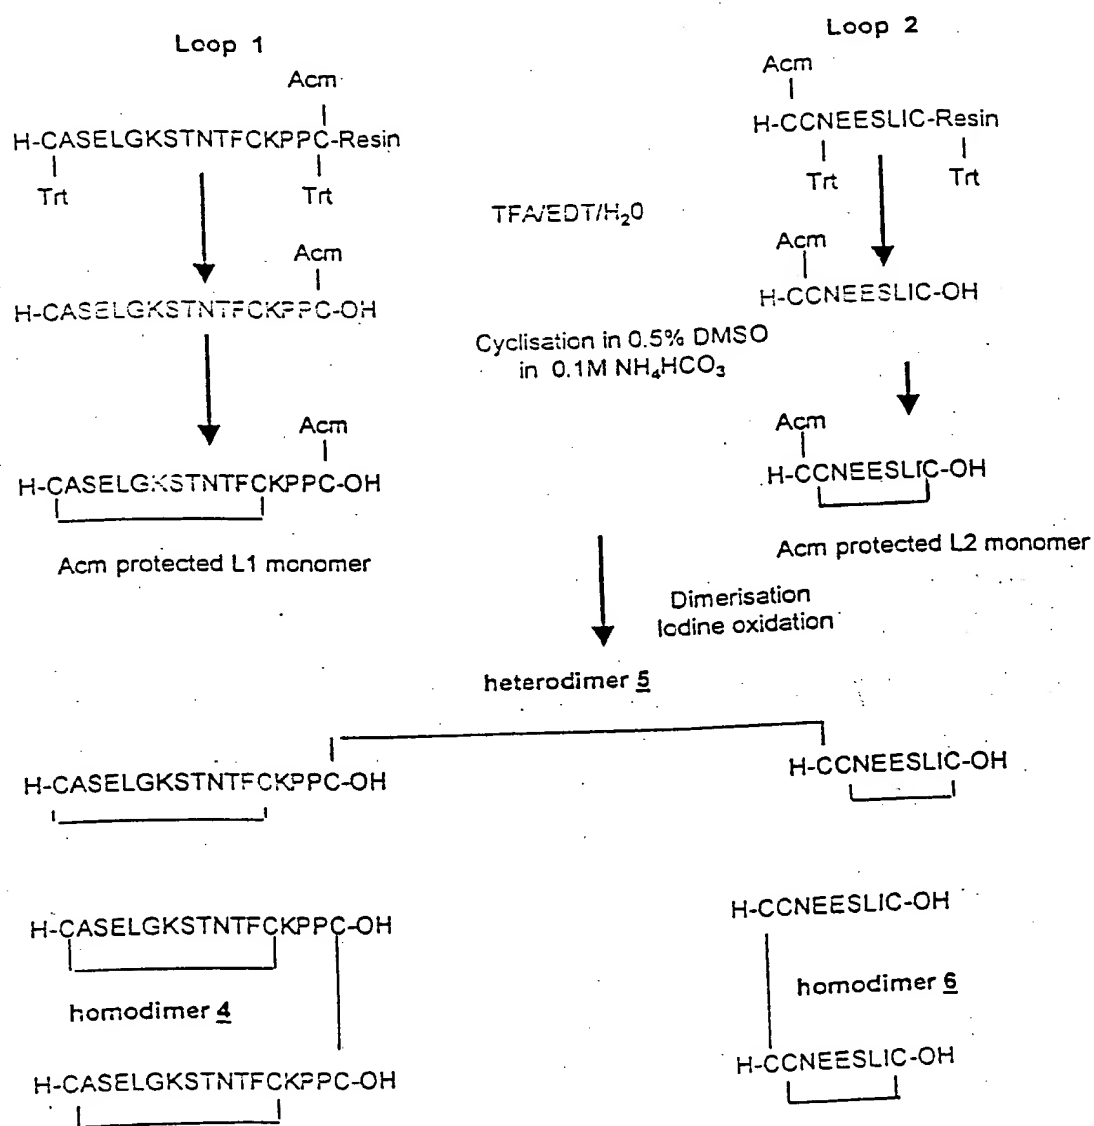 Loop 1
Loop 2
Acm
Acm
H-CASELGKSTNTFCKPPC-Resin
H-CCNEESLIC-Resin
Trt
Trt
Trt
Trt
TFA/EDT/H₂0
Acm
Acm
H-CASELGKSTNTFCKPPC-OH
H-CCNEESLIC-OH
Cyclisation in 0.5% DMSO
in 0.1M NH₄HCO₃
Acm
Acm
H-CASELGKSTNTFCKPPC-OH
H-CCNEESLIC-OH
Acm protected L1 monomer
Acm protected L2 monomer
Dimerisation
Iodine oxidation
heterodimer 5
H-CASELGKSTNTFCKPPC-OH
H-CCNEESLIC-OH
H-CASELGKSTNTFCKPPC-OH
H-CCNEESLIC-OH
homodimer 4
homodimer 6
H-CASELGKSTNTFCKPPC-OH
H-CCNEESLIC-OH